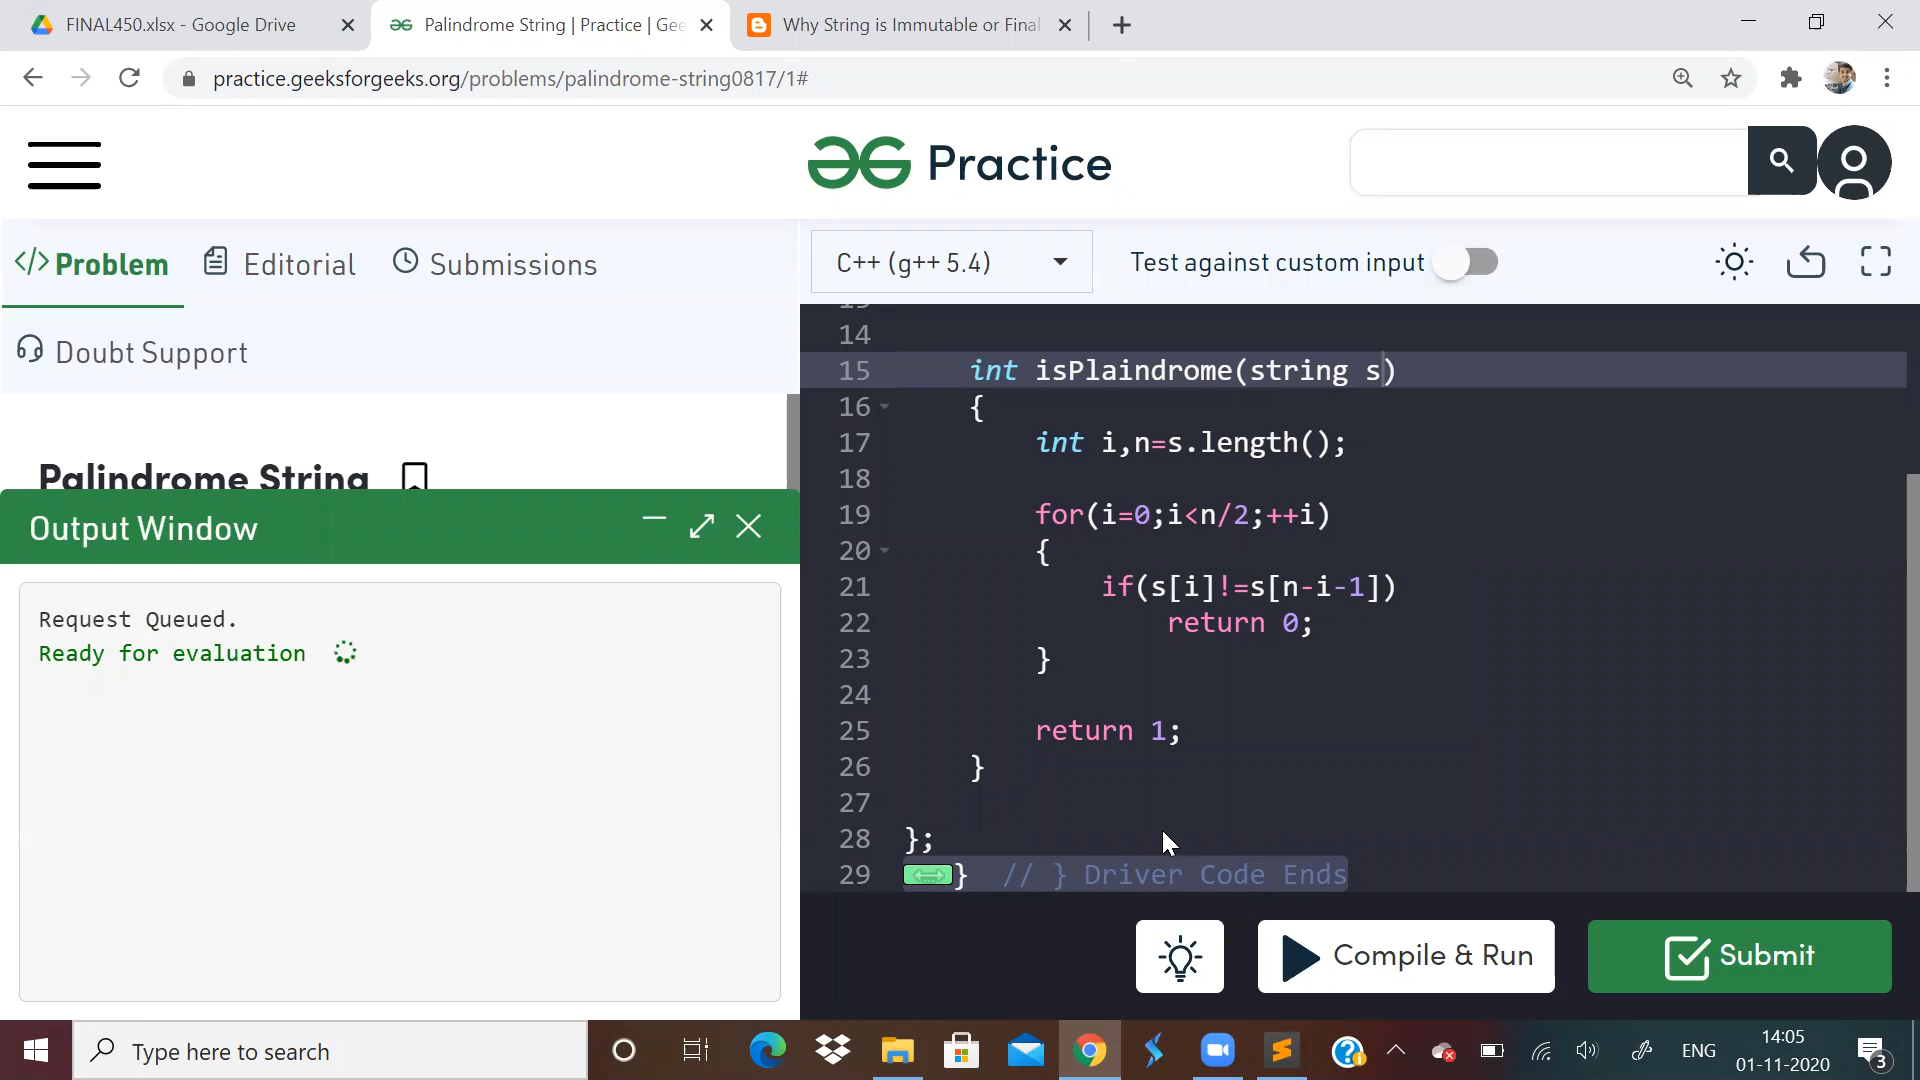 FINAL450.xlsx - Google Drive
Palindrome String | Practice | Gee
Why String is Immutable or Final
practice.geeksforgeeks.org/problems/palindrome-string0817/1#
Practice
</> Problem
Editorial
Submissions
Doubt Support
C++ (g++ 5.4)
Test against custom input
Palindrome String
Output Window
Request Queued.
Ready for evaluation
14
15 int isPlaindrome(string s)
16 {
17 int i,n=s.length();
18
19 for(i=0;i<n/2;++i)
20 {
21 if(s[i]!=s[n-i-1])
22 return 0;
23 }
24
25 return 1;
26 }
27
28 };
29 } // } Driver Code Ends
Compile & Run
Submit
Type here to search
ENG
14:05
01-11-2020
3